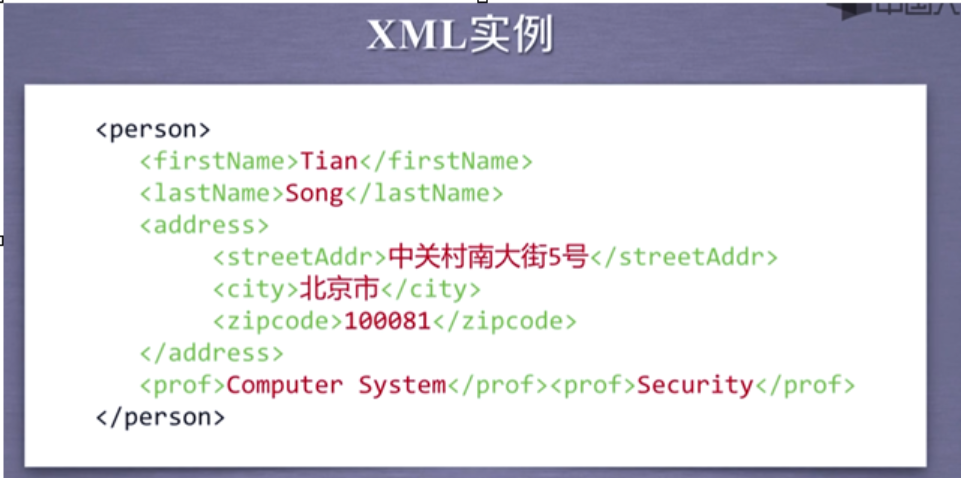 XML实例
<person>
<firstName>Tian</firstName>
<lastName>Song</lastName>
<address>
<streetAddr>中关村南大街5号</streetAddr>
<city>北京市</city>
<zipcode>100081</zipcode>
</address>
<prof>Computer System</prof><prof>Security</prof>
</person>